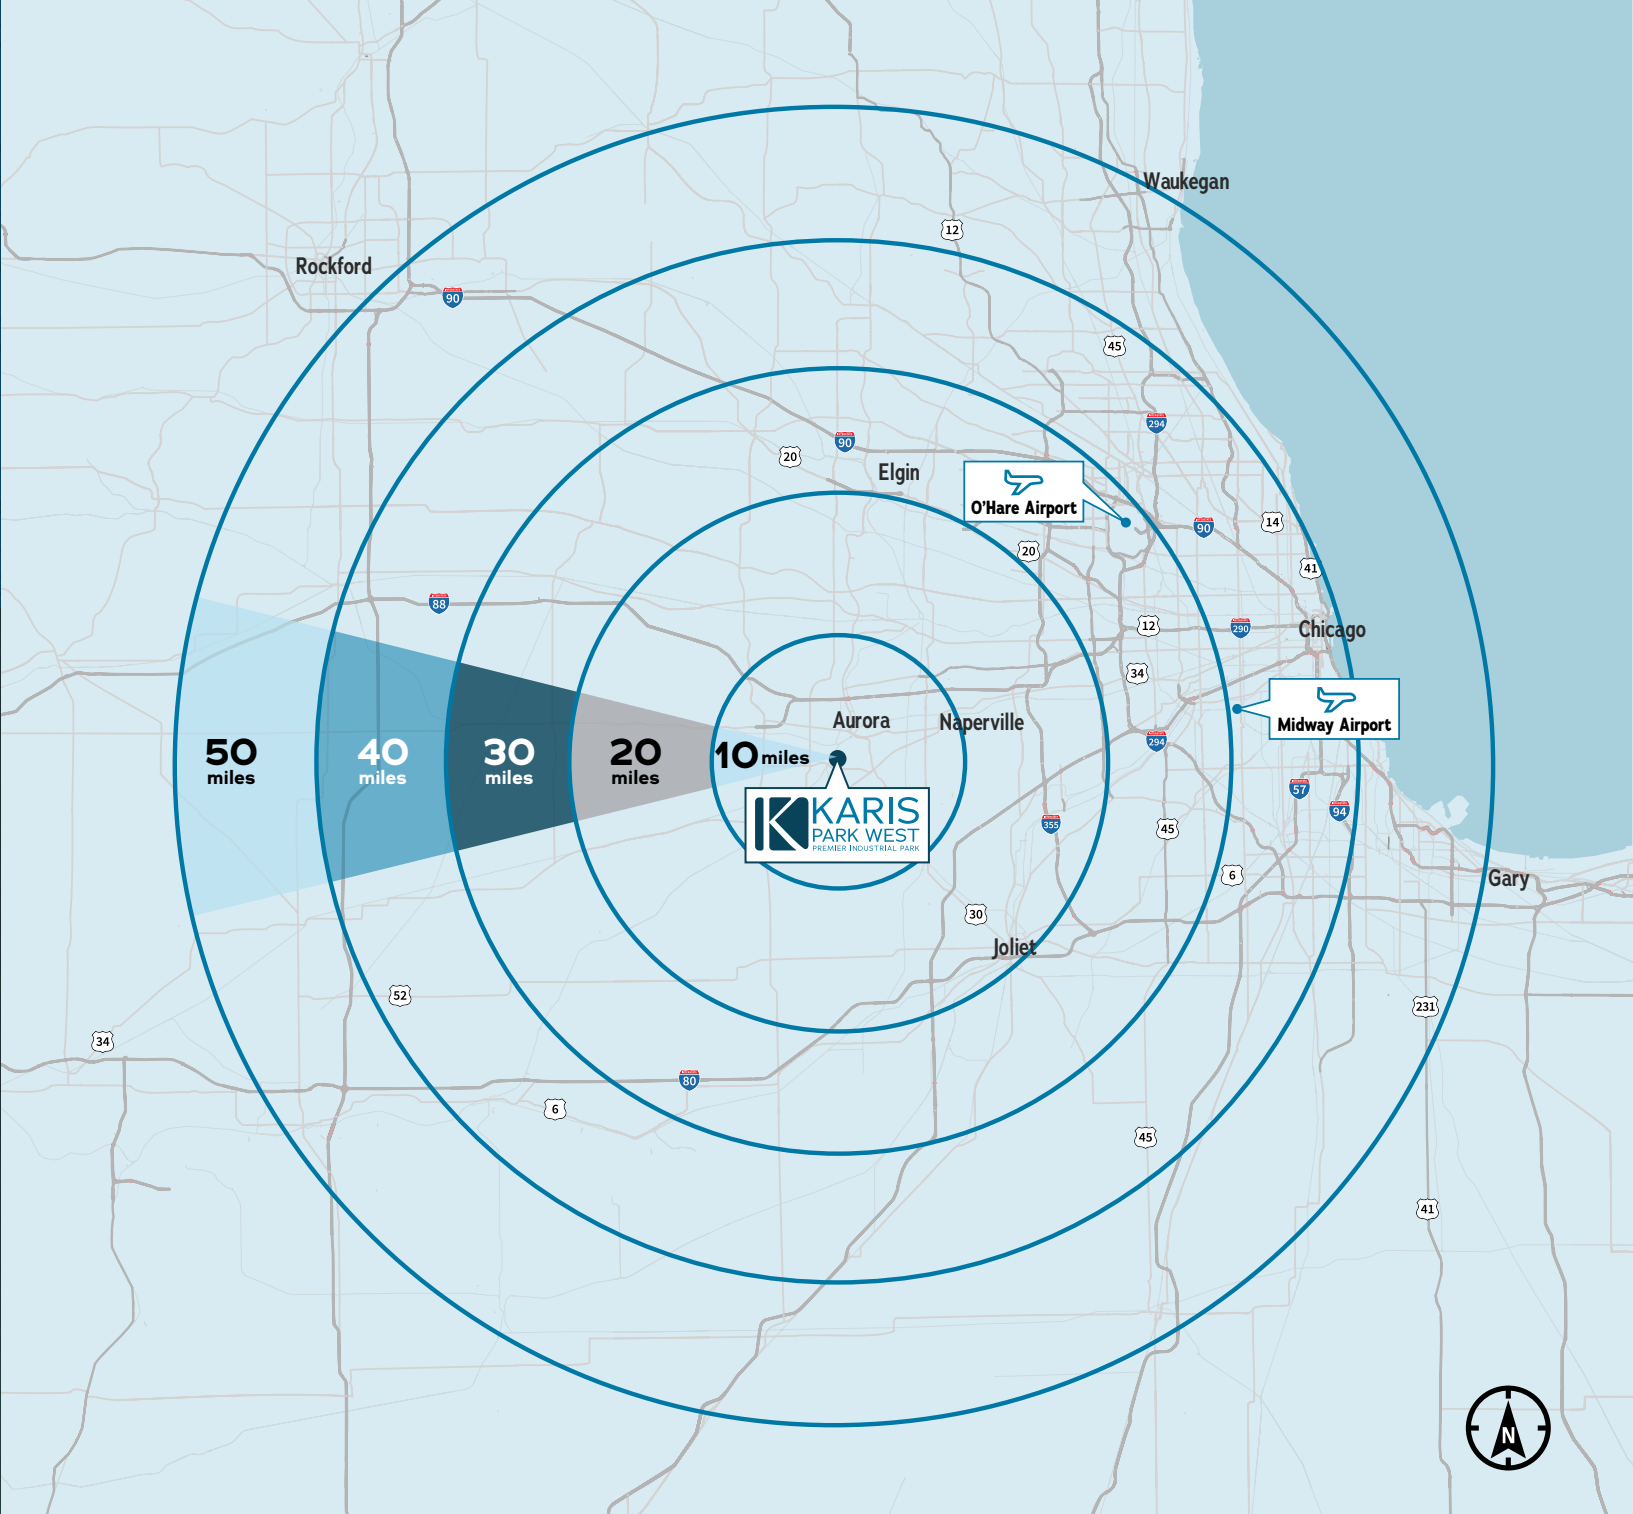 Waukegan
12
Rockford
90
45
294
90
20
Elgin
O'Hare Airport
90
14
20
41
88
12
290
Chicago
34
Midway Airport
Aurora
Naperville
294
50
miles
40
miles
30
miles
20
miles
10 miles
57
94
KARIS
PARK WEST
PREMIER INDUSTRIAL PARK
355
45
6
Gary
30
Joliet
52
231
34
80
6
45
41
N